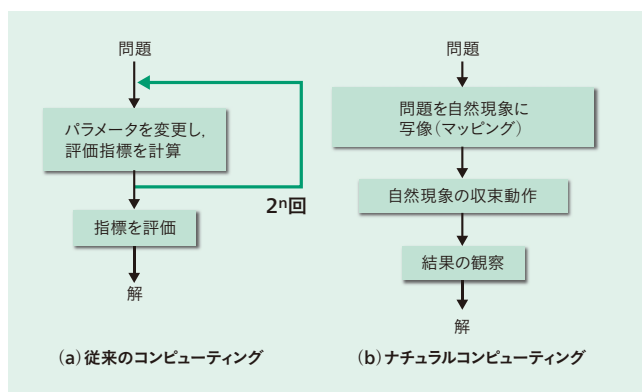 問題
パラメータを変更し,
評価指標を計算
2ⁿ回
指標を評価
解
(a)従来のコンピューティング
問題
問題を自然現象に
写像(マッピング)
自然現象の収束動作
結果の観察
解
(b)ナチュラルコンピューティング